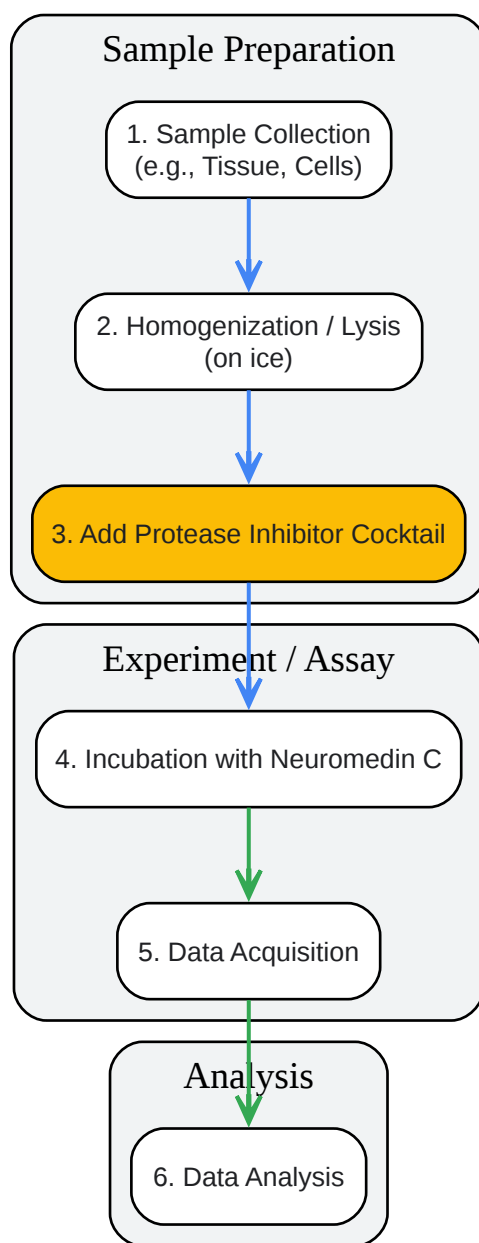 Sample Preparation
1. Sample Collection
(e.g., Tissue, Cells)
2. Homogenization / Lysis
(on ice)
3. Add Protease Inhibitor Cocktail
Experiment / Assay
4. Incubation with Neuromedin C
5. Data Acquisition
Analysis
6. Data Analysis